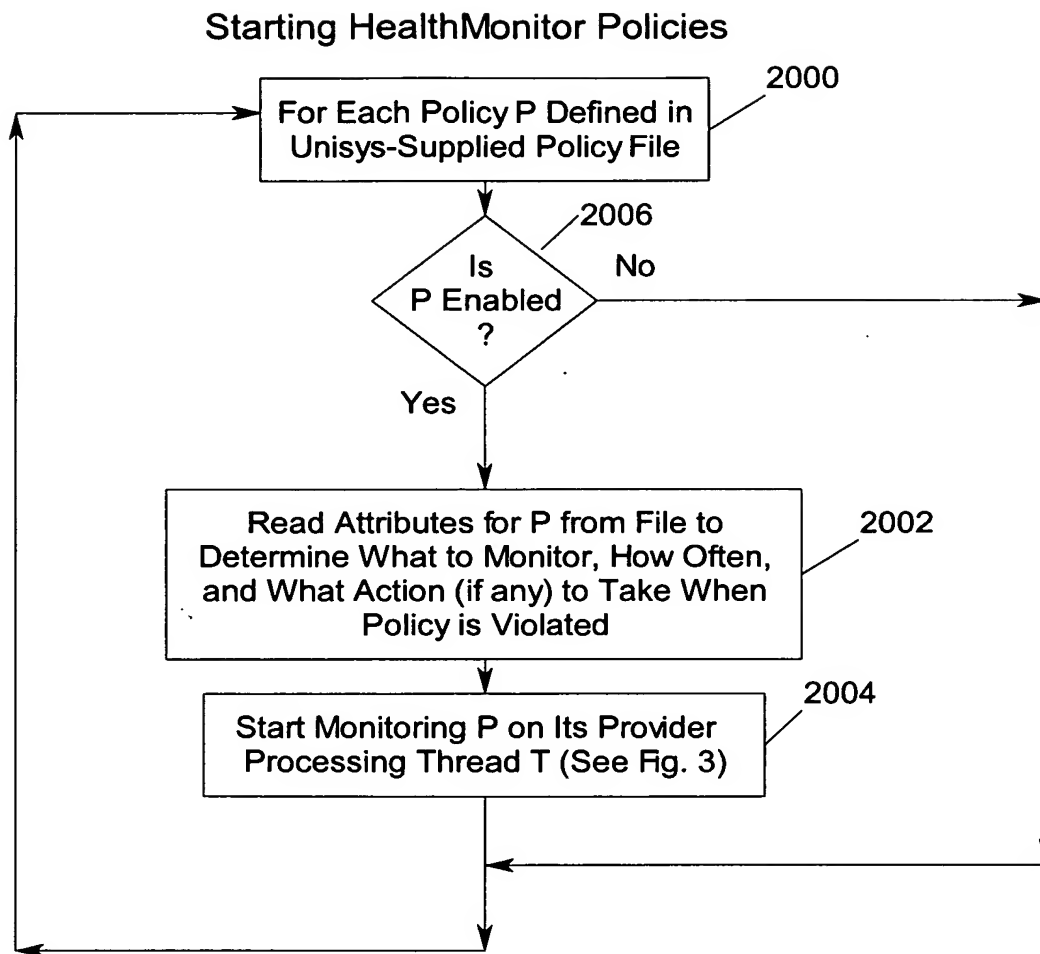 Starting HealthMonitor Policies
2000
For Each Policy P Defined in
Unisys-Supplied Policy File
2006
Is
P Enabled
?
No
Yes
Read Attributes for P from File to
Determine What to Monitor, How Often,
and What Action (if any) to Take When
Policy is Violated
2002
Start Monitoring P on Its Provider
Processing Thread T (See Fig. 3)
2004